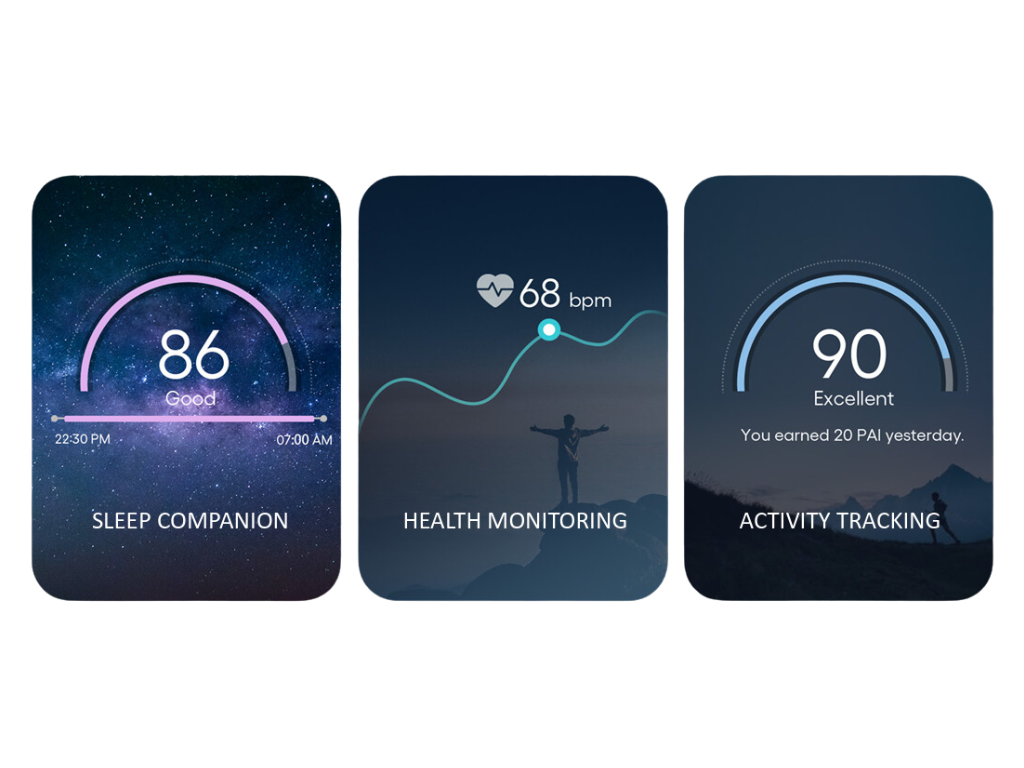 86
Good
22:30 PM
07:00 AM
SLEEP COMPANION
68 bpm
HEALTH MONITORING
90
Excellent
You earned 20 PAI yesterday.
ACTIVITY TRACKING